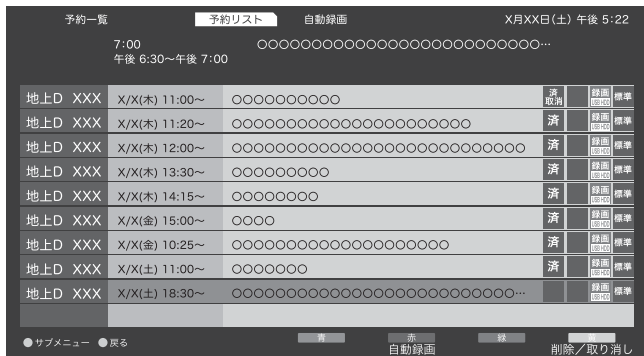 予約一覧 予約リスト 自動録画 X月XX日(土) 午後 5:22
7:00 ○○○○○○○○○○○○○○○○○○○○○○○○○○…
午後 6:30～午後 7:00
地上D XXX X/X(木) 11:00～ ○○○○○○○○○○ 済 取消 録画 USB HDD 標準
地上D XXX X/X(木) 11:20～ ○○○○○○○○○○○○○○○○○○○○○○ 済 録画 USB HDD 標準
地上D XXX X/X(木) 12:00～ ○○○○○○○○○○○○○○○○○○○○○○○○○○○ 済 録画 USB HDD 標準
地上D XXX X/X(木) 13:30～ ○○○○○○○○○ 済 録画 USB HDD 標準
地上D XXX X/X(木) 14:15～ ○○○○○○○○ 済 録画 USB HDD 標準
地上D XXX X/X(金) 15:00～ ○○○○ 済 録画 USB HDD 標準
地上D XXX X/X(金) 10:25～ ○○○○○○○○○○○○○○○○○○○○ 済 録画 USB HDD 標準
地上D XXX X/X(土) 11:00～ ○○○○○○○ 済 録画 USB HDD 標準
地上D XXX X/X(土) 18:30～ ○○○○○○○○○○○○○○○○○○○○○○○○○○… 録画 USB HDD 標準
青 赤 緑 黄
●サブメニュー ●戻る 自動録画 削除／取り消し